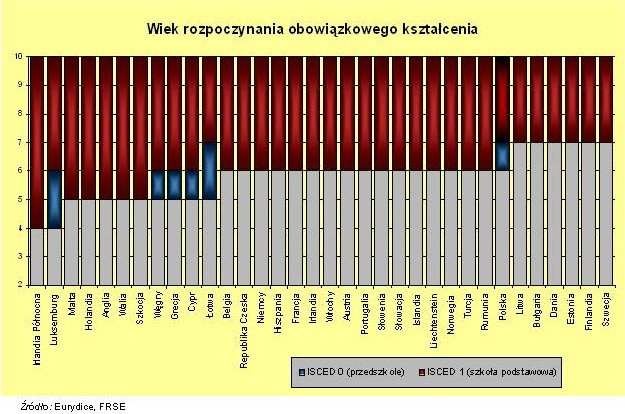 Wiek rozpoczynania obowiązkowego kształcenia
10
9
8
7
6
5
4
3
2
Irlandia Północna
Luksemburg
Malta
Holandia
Anglia
Walia
Szkocja
Węgry
Grecja
Cypr
Łotwa
Belgia
Republika Czeska
Niemcy
Hiszpania
Francja
Irlandia
Włochy
Austria
Portugalia
Słowenia
Słowacja
Islandia
Liechtenstein
Norwegia
Turcja
Rumunia
Polska
Litwa
Bułgaria
Dania
Estonia
Finlandia
Szwecja
ISCED 0 (przedszkole) ISCED 1 (szkoła podstawowa)
Źródło: Eurydice, FRSE